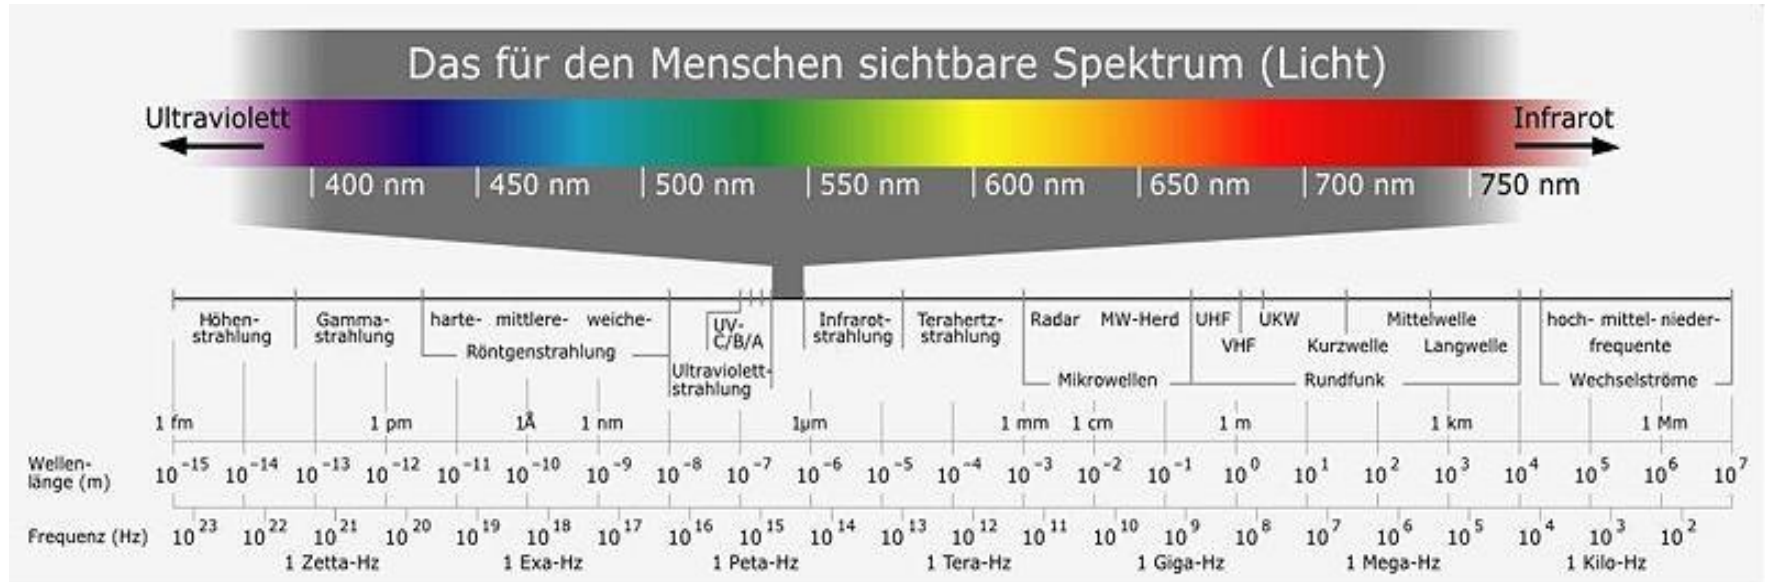 Das für den Menschen sichtbare Spektrum (Licht)
Ultraviolett
Infrarot
400 nm 450 nm 500 nm 550 nm 600 nm 650 nm 700 nm 750 nm
Höhen-
strahlung
Gamma-
strahlung
harte- mittlere- weiche-
Röntgenstrahlung
UV-
C/B/A
Ultraviolett-
strahlung
Infrarot-
strahlung
Terahertz-
strahlung
Radar MW-Herd
Mikrowellen
UHF UKW Mittelwelle
VHF Kurzwelle Langwelle
Rundfunk
hoch- mittel- nieder-
frequente
Wechselströme
1 fm 1 pm 1Å 1 nm 1µm 1 mm 1 cm 1 m 1 km 1 Mm
Wellen-
länge (m)
10⁻¹⁵ 10⁻¹⁴ 10⁻¹³ 10⁻¹² 10⁻¹¹ 10⁻¹⁰ 10⁻⁹ 10⁻⁸ 10⁻⁷ 10⁻⁶ 10⁻⁵ 10⁻⁴ 10⁻³ 10⁻² 10⁻¹ 10⁰ 10¹ 10² 10³ 10⁴ 10⁵ 10⁶ 10⁷
Frequenz (Hz) 10²³ 10²² 10²¹ 10²⁰ 10¹⁹ 10¹⁸ 10¹⁷ 10¹⁶ 10¹⁵ 10¹⁴ 10¹³ 10¹² 10¹¹ 10¹⁰ 10⁹ 10⁸ 10⁷ 10⁶ 10⁵ 10⁴ 10³ 10²
1 Zetta-Hz 1 Exa-Hz 1 Peta-Hz 1 Tera-Hz 1 Giga-Hz 1 Mega-Hz 1 Kilo-Hz